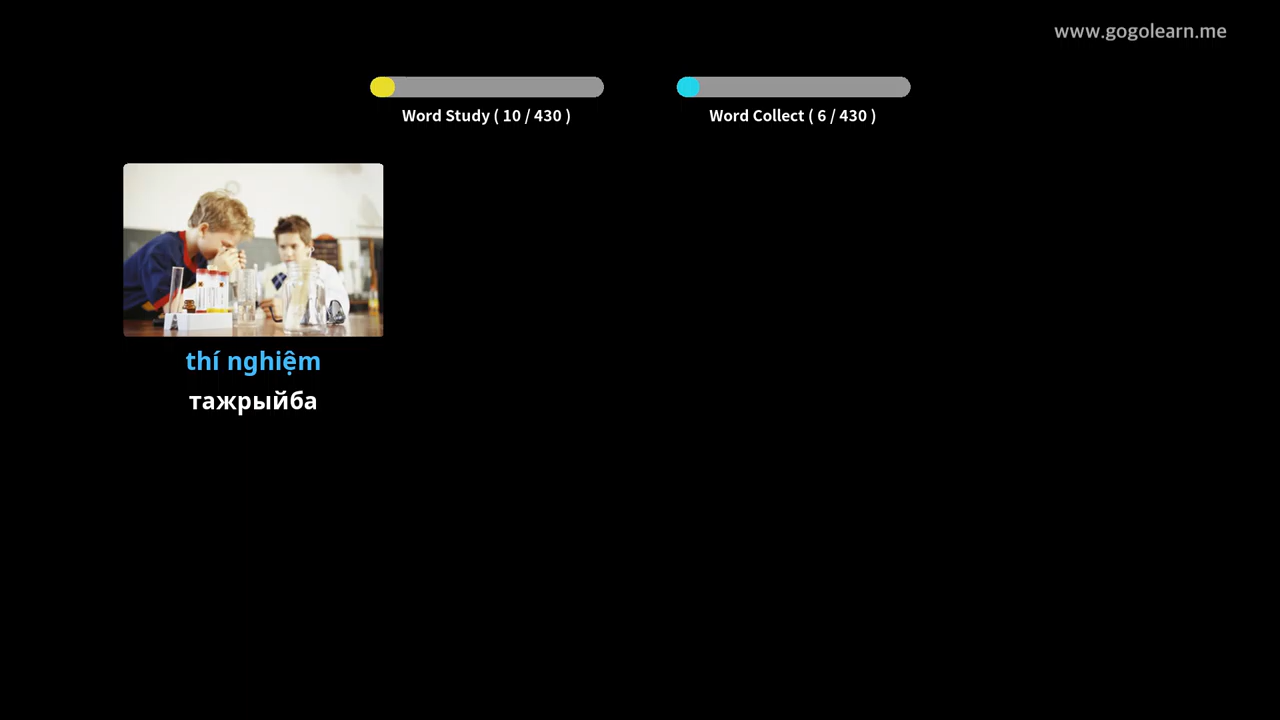 www.gogolearn.me
Word Study ( 10 / 430 )
Word Collect ( 6 / 430 )
thí nghiệm
тажрыйба